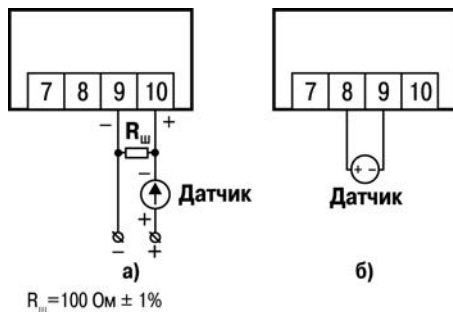 7 8 9 10
7 8 9 10
– Rш +
–
Датчик
+
– +
+ –
Датчик
а) б)
Rш=100 Ом ± 1%